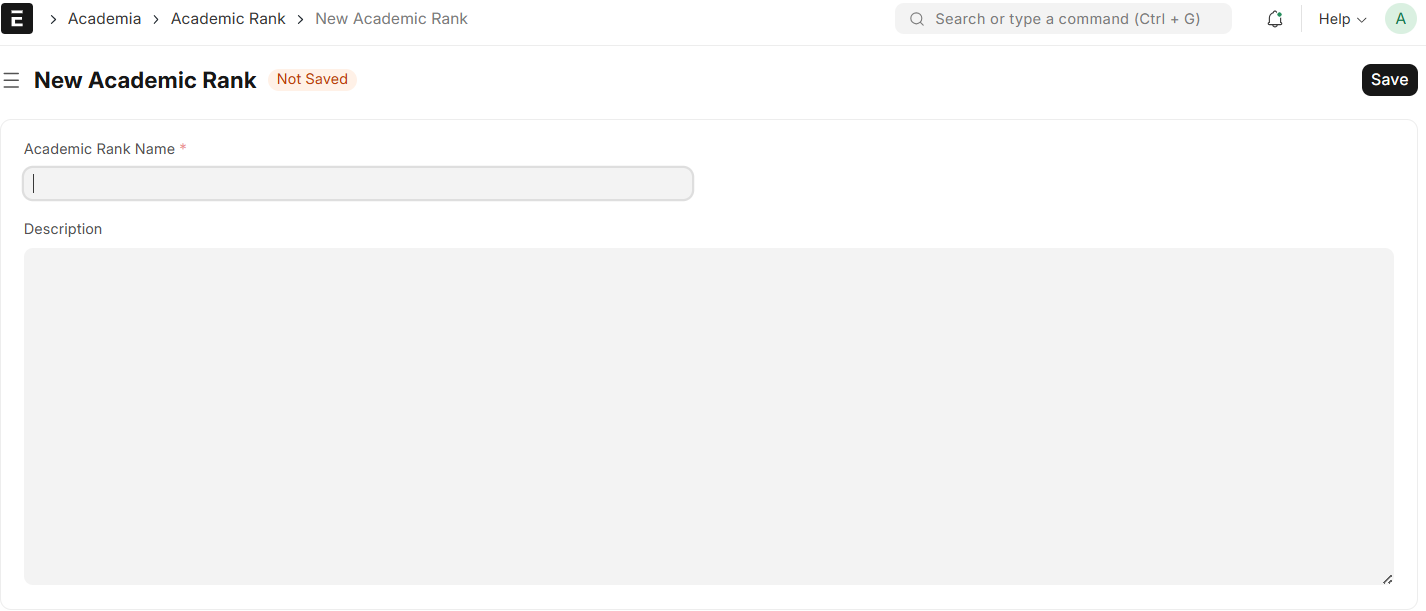 E > Academia > Academic Rank > New Academic Rank Search or type a command (Ctrl + G) Help A
New Academic Rank Not Saved Save
Academic Rank Name *
Description